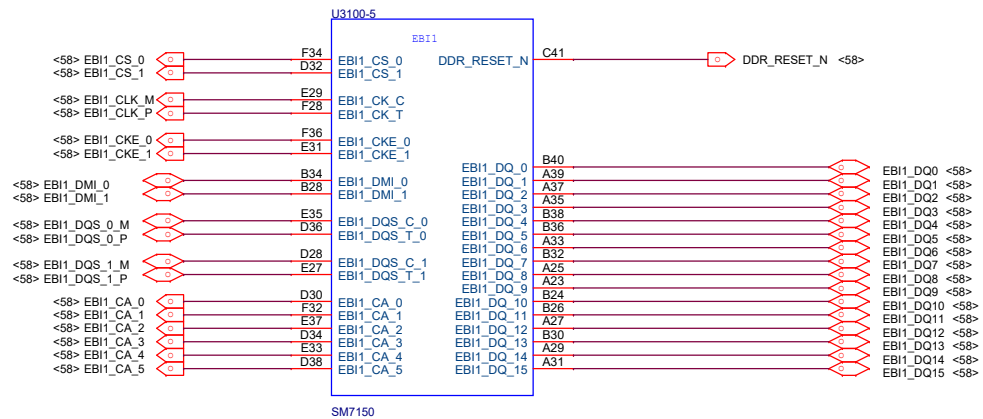 U3100-5
EBI1
<58> EBI1_CS_0 F34 EBI1_CS_0 DDR_RESET_N C41 DDR_RESET_N <58>
<58> EBI1_CS_1 D32 EBI1_CS_1
<58> EBI1_CLK_M E29 EBI1_CK_C
<58> EBI1_CLK_P F28 EBI1_CK_T
<58> EBI1_CKE_0 F36 EBI1_CKE_0
<58> EBI1_CKE_1 E31 EBI1_CKE_1
EBI1_DQ_0 B40 EBI1_DQ0 <58>
<58> EBI1_DMI_0 B34 EBI1_DMI_0 EBI1_DQ_1 A39 EBI1_DQ1 <58>
<58> EBI1_DMI_1 B28 EBI1_DMI_1 EBI1_DQ_2 A37 EBI1_DQ2 <58>
EBI1_DQ_3 A35 EBI1_DQ3 <58>
<58> EBI1_DQS_0_M E35 EBI1_DQS_C_0 EBI1_DQ_4 B38 EBI1_DQ4 <58>
<58> EBI1_DQS_0_P D36 EBI1_DQS_T_0 EBI1_DQ_5 B36 EBI1_DQ5 <58>
EBI1_DQ_6 A33 EBI1_DQ6 <58>
<58> EBI1_DQS_1_M D28 EBI1_DQS_C_1 EBI1_DQ_7 B32 EBI1_DQ7 <58>
<58> EBI1_DQS_1_P E27 EBI1_DQS_T_1 EBI1_DQ_8 A25 EBI1_DQ8 <58>
EBI1_DQ_9 A23 EBI1_DQ9 <58>
<58> EBI1_CA_0 D30 EBI1_CA_0 EBI1_DQ_10 B24 EBI1_DQ10 <58>
<58> EBI1_CA_1 F32 EBI1_CA_1 EBI1_DQ_11 B26 EBI1_DQ11 <58>
<58> EBI1_CA_2 E37 EBI1_CA_2 EBI1_DQ_12 A27 EBI1_DQ12 <58>
<58> EBI1_CA_3 D34 EBI1_CA_3 EBI1_DQ_13 B30 EBI1_DQ13 <58>
<58> EBI1_CA_4 E33 EBI1_CA_4 EBI1_DQ_14 A29 EBI1_DQ14 <58>
<58> EBI1_CA_5 D38 EBI1_CA_5 EBI1_DQ_15 A31 EBI1_DQ15 <58>
SM7150